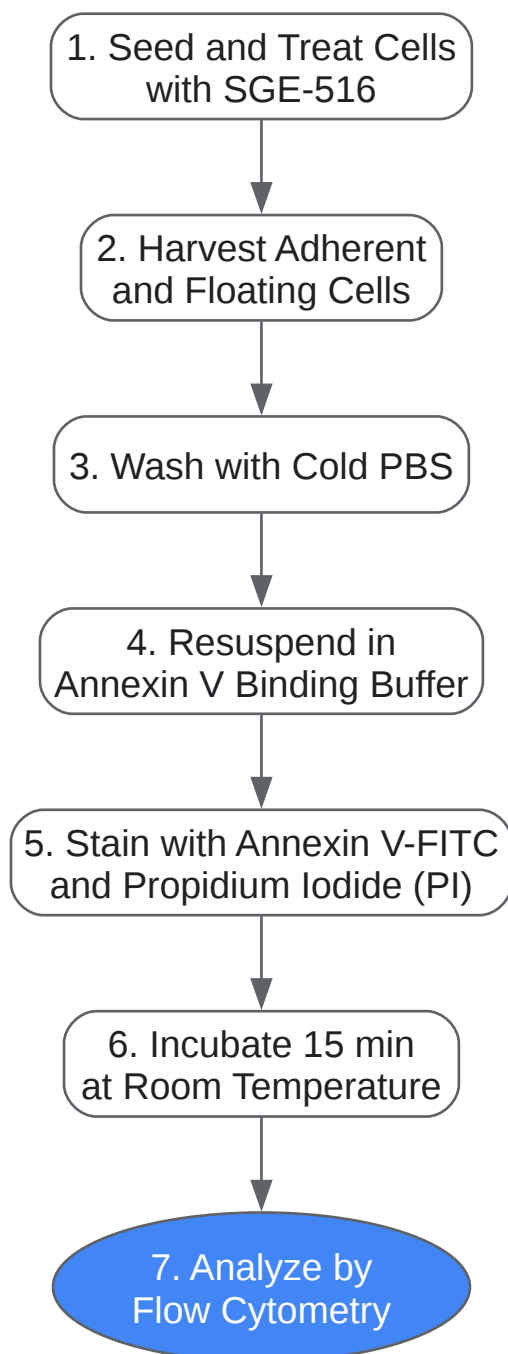 1. Seed and Treat Cells
with SGE-516
2. Harvest Adherent
and Floating Cells
3. Wash with Cold PBS
4. Resuspend in
Annexin V Binding Buffer
5. Stain with Annexin V-FITC
and Propidium Iodide (PI)
6. Incubate 15 min
at Room Temperature
7. Analyze by
Flow Cytometry